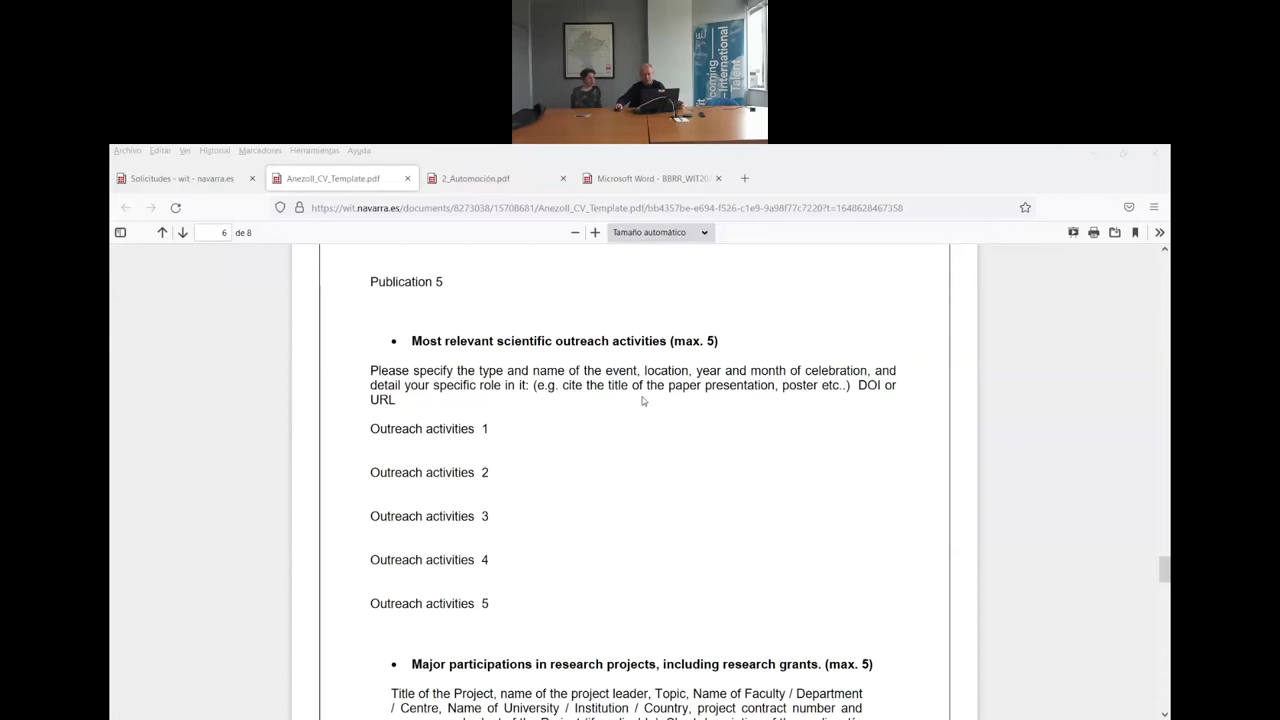 coming
International
Talent
Archivo Editar Ver Historial Marcadores Herramientas Ayuda
Solicitudes - wit - navarra.es
AnezoII_CV_Template.pdf
2_Automoción.pdf
Microsoft Word - BBRR_WIT20
https://wit.navarra.es/documents/8273038/15708681/AnezoII_CV_Template.pdf/bb4357be-e694-f526-c1e9-9a98f77c7220?t=1648628467358
6 de 8
Tamaño automático
Publication 5
• Most relevant scientific outreach activities (max. 5)
Please specify the type and name of the event, location, year and month of celebration, and
detail your specific role in it: (e.g. cite the title of the paper presentation, poster etc..) DOI or
URL
Outreach activities 1
Outreach activities 2
Outreach activities 3
Outreach activities 4
Outreach activities 5
• Major participations in research projects, including research grants. (max. 5)
Title of the Project, name of the project leader, Topic, Name of Faculty / Department
/ Centre, Name of University / Institution / Country, project contract number and